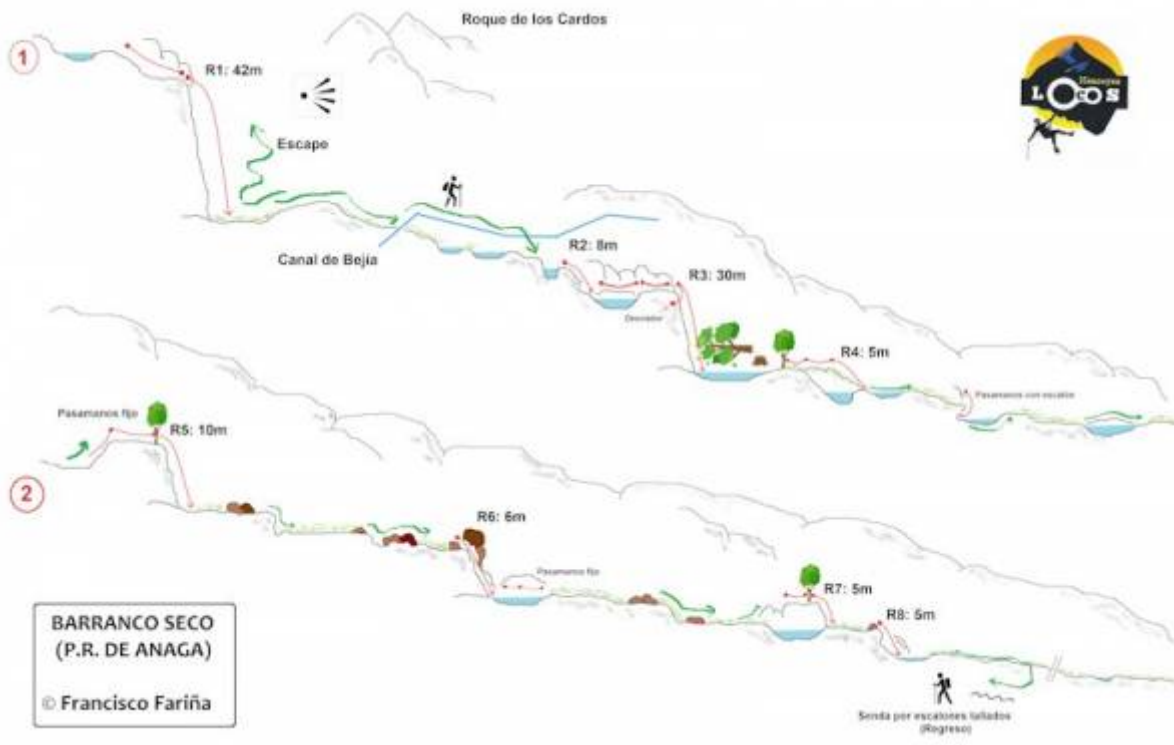 Roque de los Cardos
1
R1: 42m
Escape
Canal de Bejía
R2: 8m
R3: 30m
R4: 5m
Pasamanos con escalón
LOCOS
Pasamanos fijo
R5: 10m
2
R6: 6m
Pasamanos fijo
R7: 5m
R8: 5m
Senda por escalones tallados
(Regreso)
BARRANCO SECO
(P.R. DE ANAGA)
© Francisco Fariña